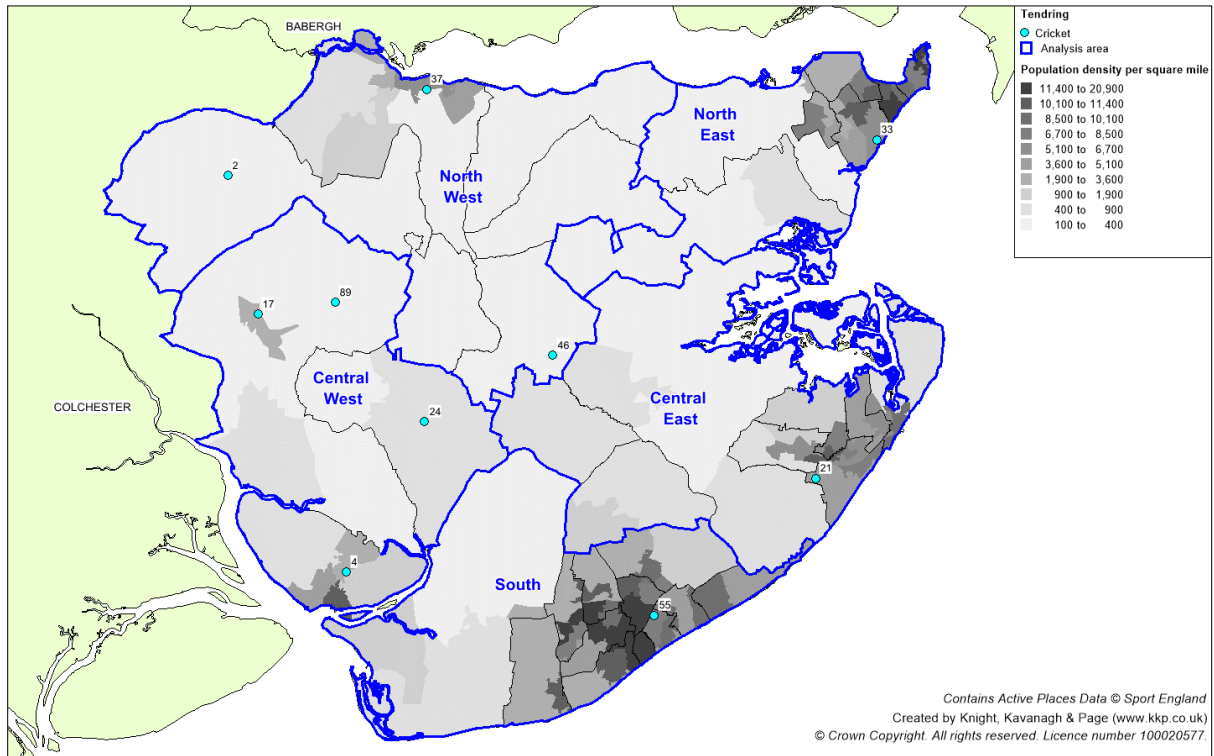 BABERGH
37
2
North
West
North
East
33
17
89
46
Central
West
24
Central
East
COLCHESTER
21
4
South
55
Tendring
Cricket
Analysis area
Population density per square mile
11,400 to 20,900
10,100 to 11,400
8,500 to 10,100
6,700 to 8,500
5,100 to 6,700
3,600 to 5,100
1,900 to 3,600
900 to 1,900
400 to 900
100 to 400
Contains Active Places Data © Sport England
Created by Knight, Kavanagh & Page (www.kkp.co.uk)
© Crown Copyright. All rights reserved. Licence number 100020577.